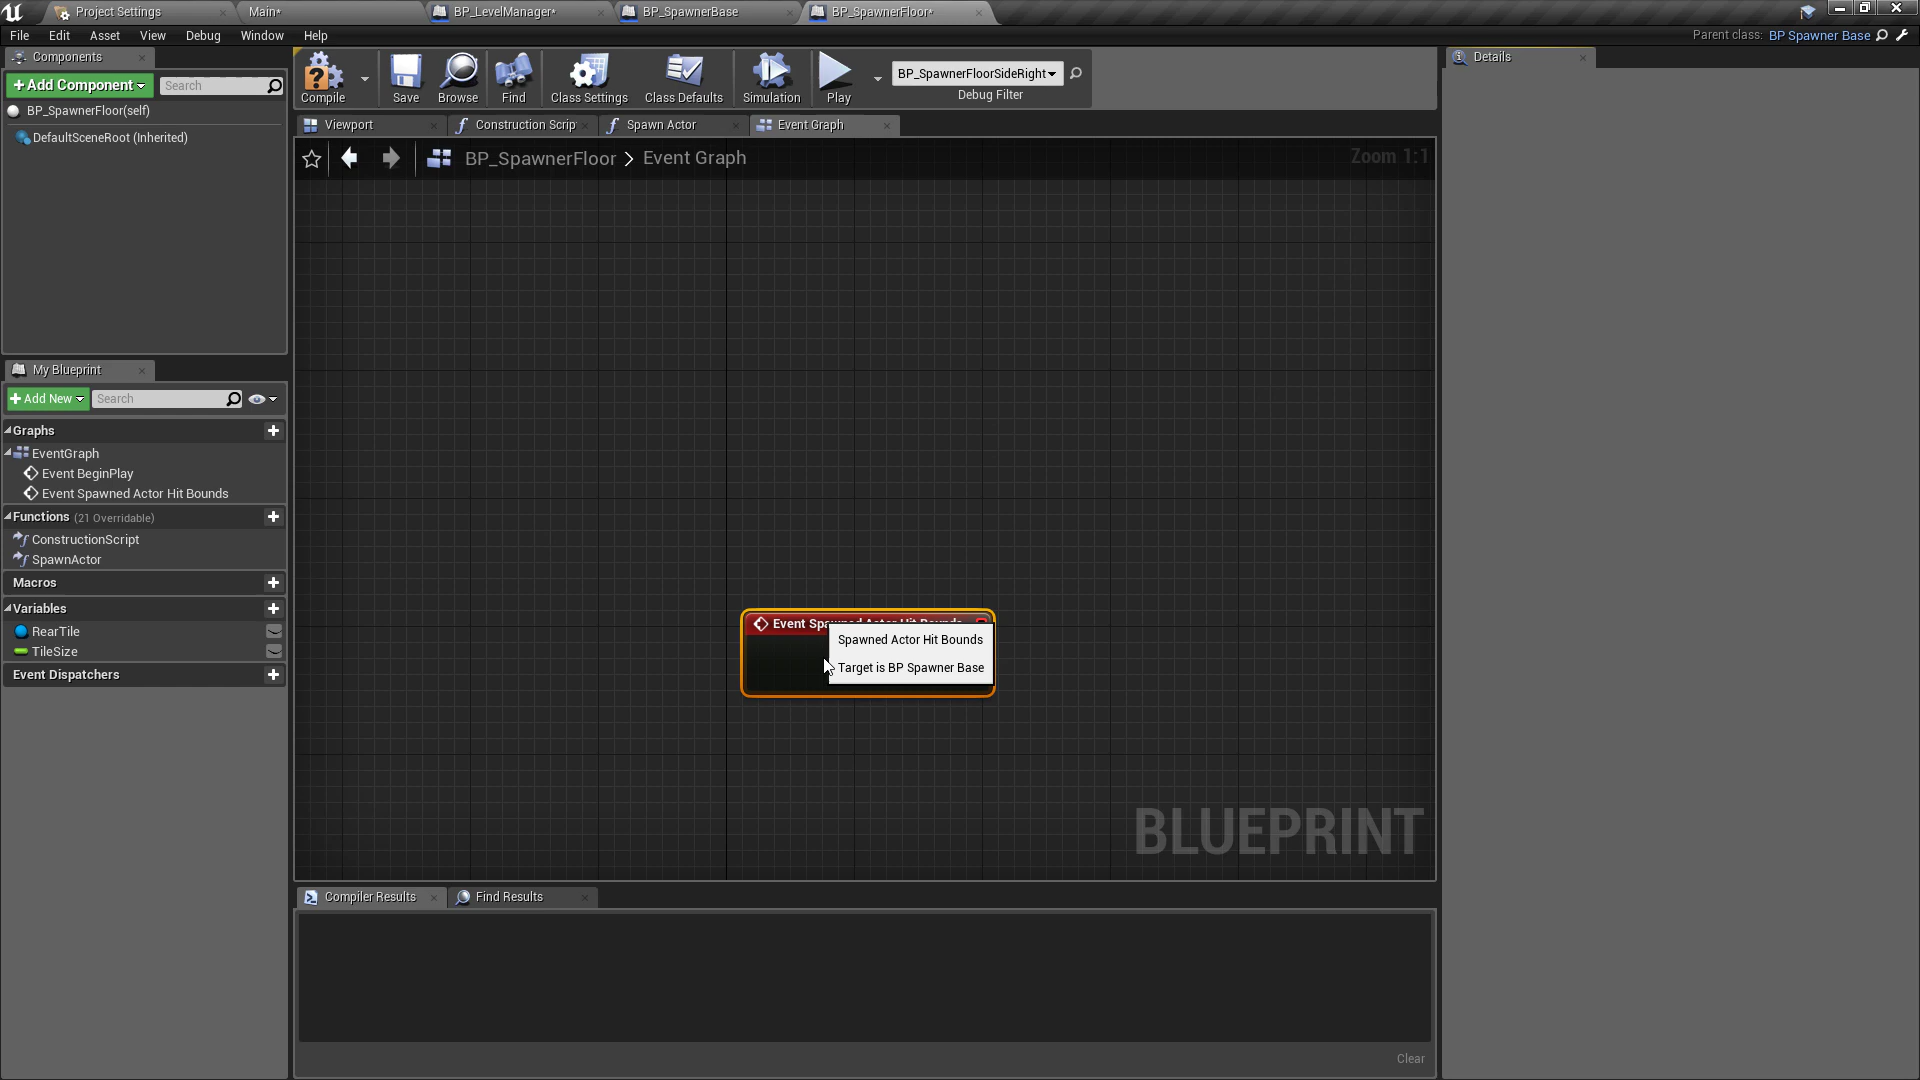 Project Settings
Main*
BP_LevelManager*
BP_SpawnerBase
BP_SpawnerFloor*
File Edit Asset View Debug Window Help
Parent class: BP Spawner Base
Components
+Add Component
Search
BP_SpawnerFloor(self)
DefaultSceneRoot (Inherited)
Compile
Save
Browse
Find
Class Settings
Class Defaults
Simulation
Play
BP_SpawnerFloorSideRight
Debug Filter
Details
Viewport
Construction Scrip
Spawn Actor
Event Graph
BP_SpawnerFloor > Event Graph
Zoom 1:1
My Blueprint
+Add New
Search
Graphs
EventGraph
Event BeginPlay
Event Spawned Actor Hit Bounds
Functions (21 Overridable)
ConstructionScript
SpawnActor
Macros
Variables
RearTile
TileSize
Event Dispatchers
Event Spawned Actor Hit Bounds
Spawned Actor Hit Bounds
Target is BP Spawner Base
BLUEPRINT
Compiler Results
Find Results
Clear